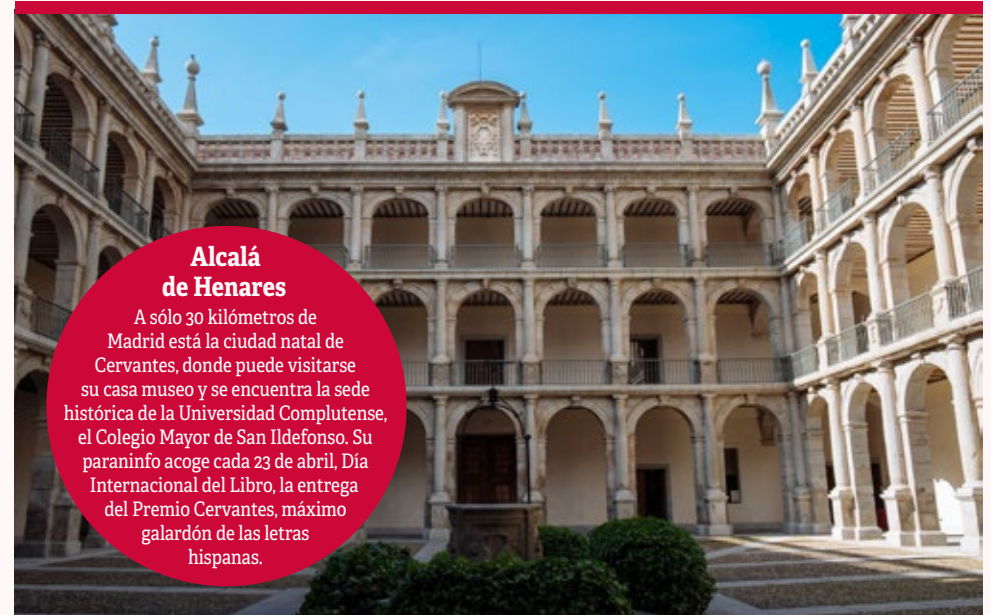 Alcalá
de Henares
A sólo 30 kilómetros de
Madrid está la ciudad natal de
Cervantes, donde puede visitarse
su casa museo y se encuentra la sede
histórica de la Universidad Complutense,
el Colegio Mayor de San Ildefonso. Su
paraninfo acoge cada 23 de abril, Día
Internacional del Libro, la entrega
del Premio Cervantes, máximo
galardón de las letras
hispanas.